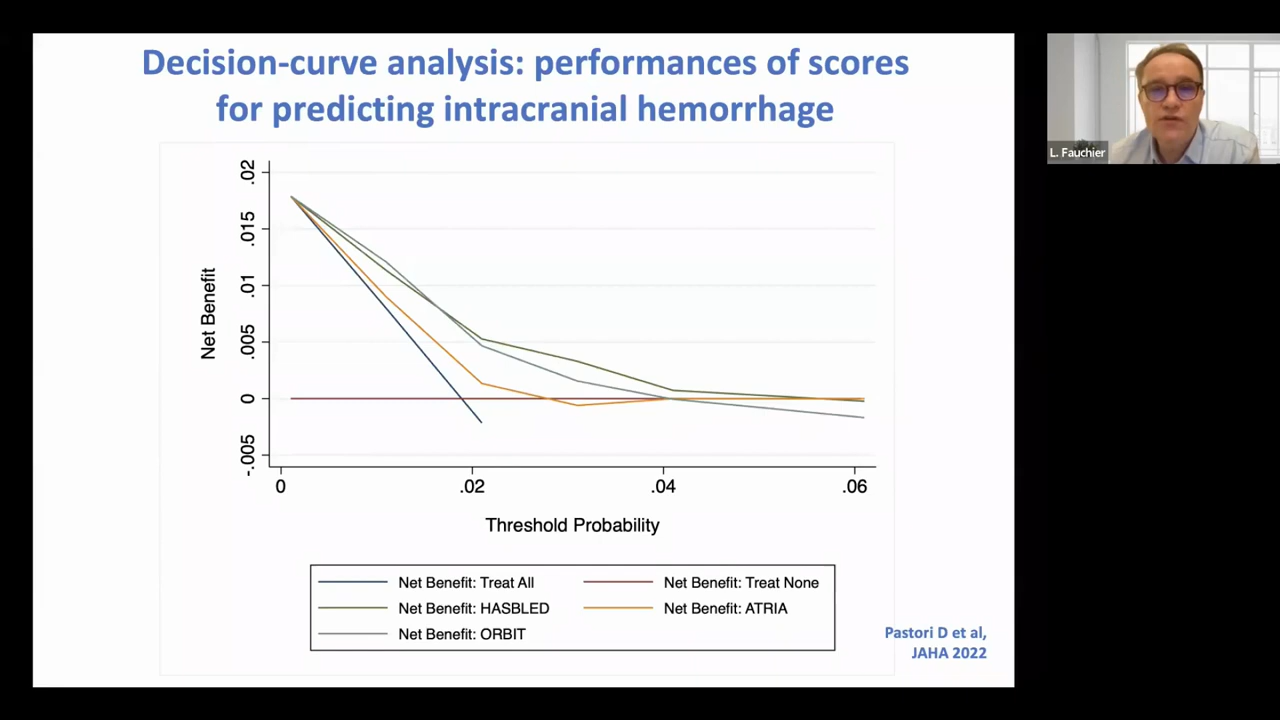 Decision-curve analysis: performances of scores
for predicting intracranial hemorrhage
L. Fauchier
Net Benefit
.02
.015
.01
.005
0
-.005
0 .02 .04 .06
Threshold Probability
Net Benefit: Treat All Net Benefit: Treat None
Net Benefit: HASBLED Net Benefit: ATRIA
Net Benefit: ORBIT
Pastori D et al,
JAHA 2022